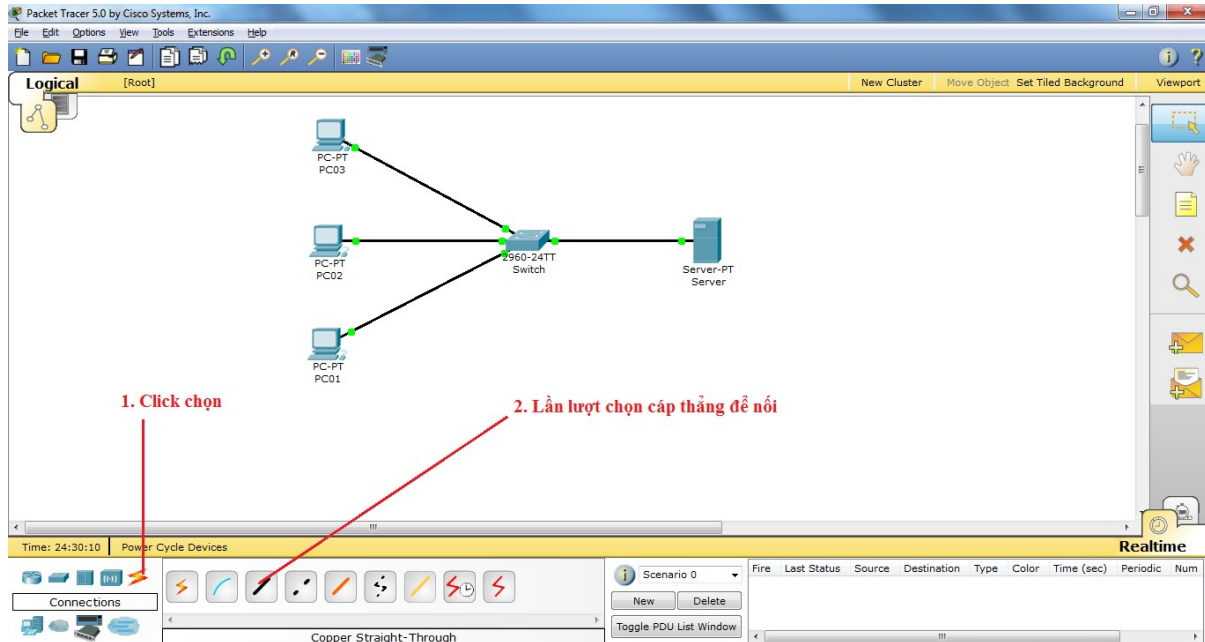 Packet Tracer 5.0 by Cisco Systems, Inc.
File Edit Options View Tools Extensions Help
Logical [Root] New Cluster Move Object Set Tiled Background Viewport
PC-PT
PC03
PC-PT
PC02
2960-24TT
Switch
Server-PT
Server
PC-PT
PC01
1. Click chọn
2. Lần lượt chọn cáp thẳng để nối
Time: 24:30:10 Power Cycle Devices Realtime
Connections
Copper Straight-Through
Scenario 0
New Delete
Toggle PDU List Window
Fire Last Status Source Destination Type Color Time (sec) Periodic Num